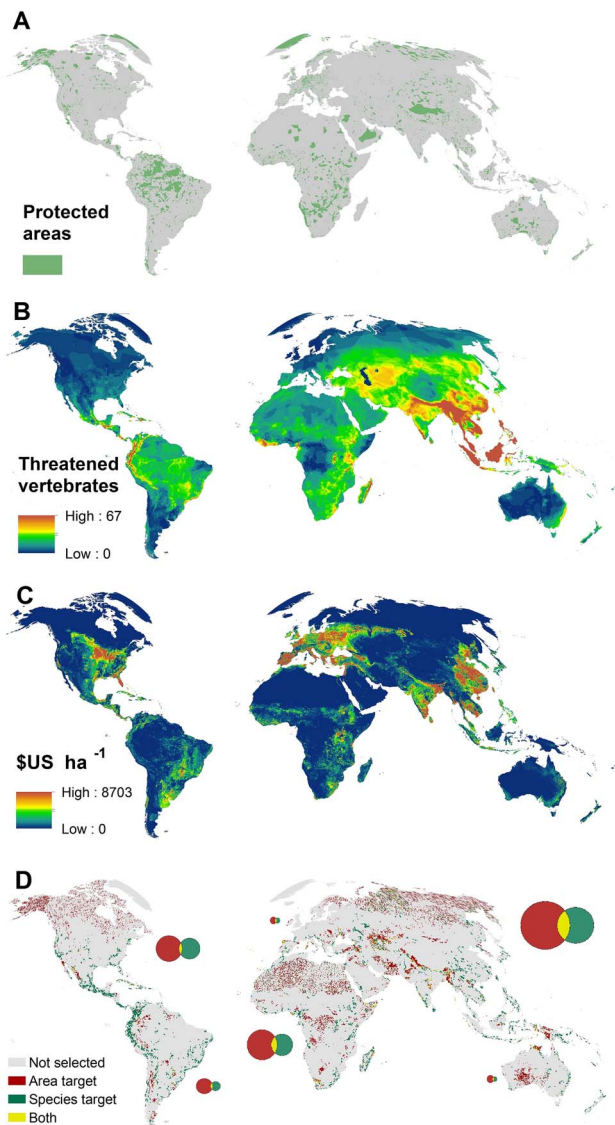 A
Protected
areas
B
Threatened
vertebrates
High : 67
Low : 0
C
$US ha -1
High : 8703
Low : 0
D
Not selected
Area target
Species target
Both